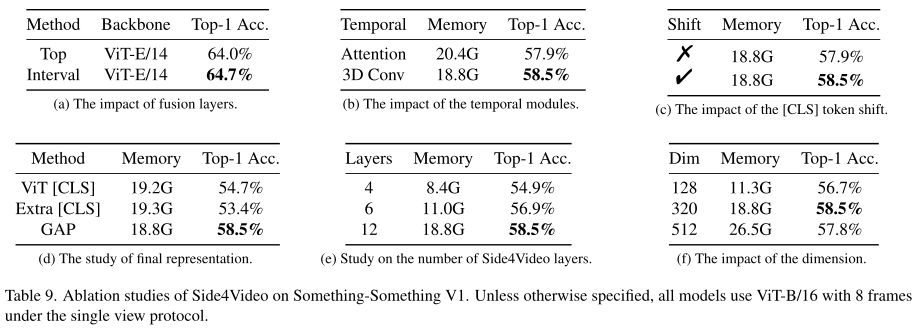 Method Backbone Top-1 Acc.
Top ViT-E/14 64.0%
Interval ViT-E/14 64.7%
(a) The impact of fusion layers.
Temporal Memory Top-1 Acc.
Attention 20.4G 57.9%
3D Conv 18.8G 58.5%
(b) The impact of the temporal modules.
Shift Memory Top-1 Acc.
✗ 18.8G 57.9%
✔ 18.8G 58.5%
(c) The impact of the [CLS] token shift.
Method Memory Top-1 Acc.
ViT [CLS] 19.2G 54.7%
Extra [CLS] 19.3G 53.4%
GAP 18.8G 58.5%
(d) The study of final representation.
Layers Memory Top-1 Acc.
4 8.4G 54.9%
6 11.0G 56.9%
12 18.8G 58.5%
(e) Study on the number of Side4Video layers.
Dim Memory Top-1 Acc.
128 11.3G 56.7%
320 18.8G 58.5%
512 26.5G 57.8%
(f) The impact of the dimension.
Table 9. Ablation studies of Side4Video on Something-Something V1. Unless otherwise specified, all models use ViT-B/16 with 8 frames
under the single view protocol.